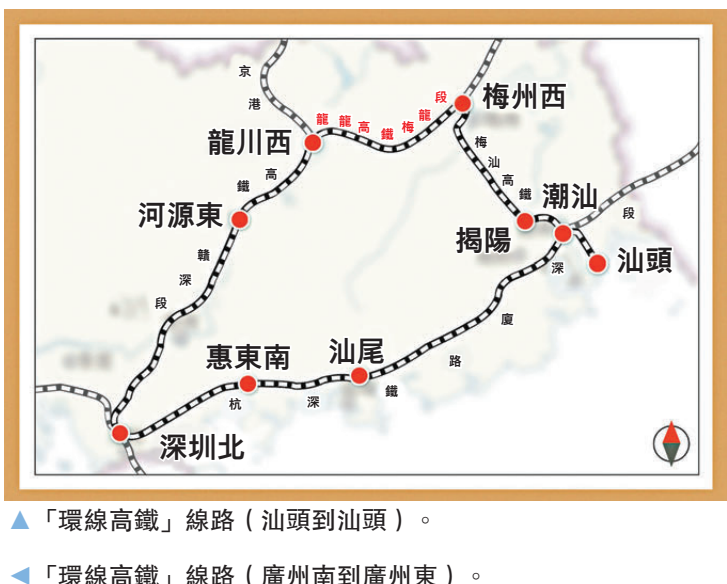 京港高鐵贛深段
龍龍高鐵梅龍段
梅州西
龍川西
梅汕高鐵
河源東
潮汕
揭陽
汕頭
杭深鐵路廈深段
惠東南
汕尾
深圳北
▲「環線高鐵」線路(汕頭到汕頭)。
◀「環線高鐵」線路(廣州南到廣州東)。